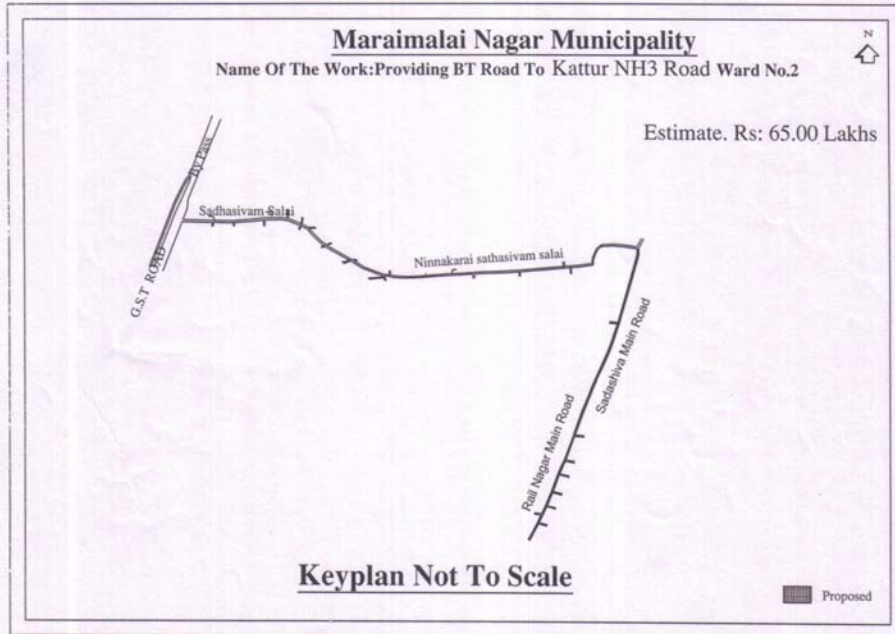 Maraimalai Nagar Municipality
Name Of The Work:Providing BT Road To Kattur NH3 Road Ward No.2
N
Estimate. Rs: 65.00 Lakhs
By Pass
G.S.T ROAD
Sadhasivam Salai
Ninnakarai sathasivam salai
Sadashiva Main Road
Rail Nagar Main Road
Keyplan Not To Scale
Proposed